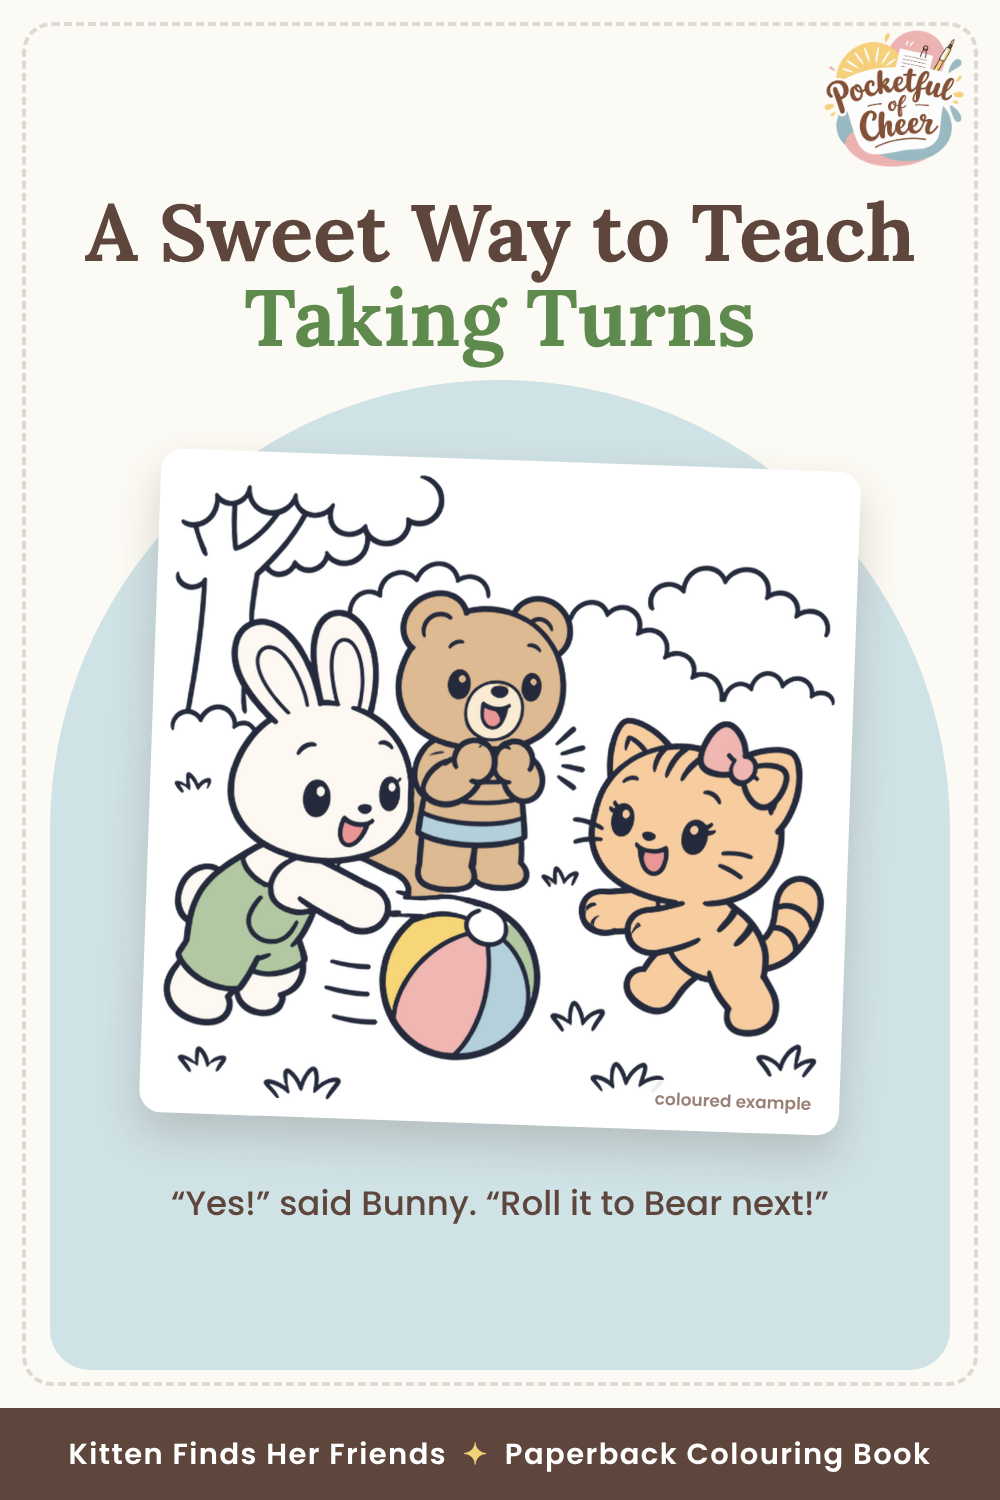 Pocketful
of
Cheer
A Sweet Way to Teach
Taking Turns
coloured example
“Yes!” said Bunny. “Roll it to Bear next!”
Kitten Finds Her Friends ✦ Paperback Colouring Book